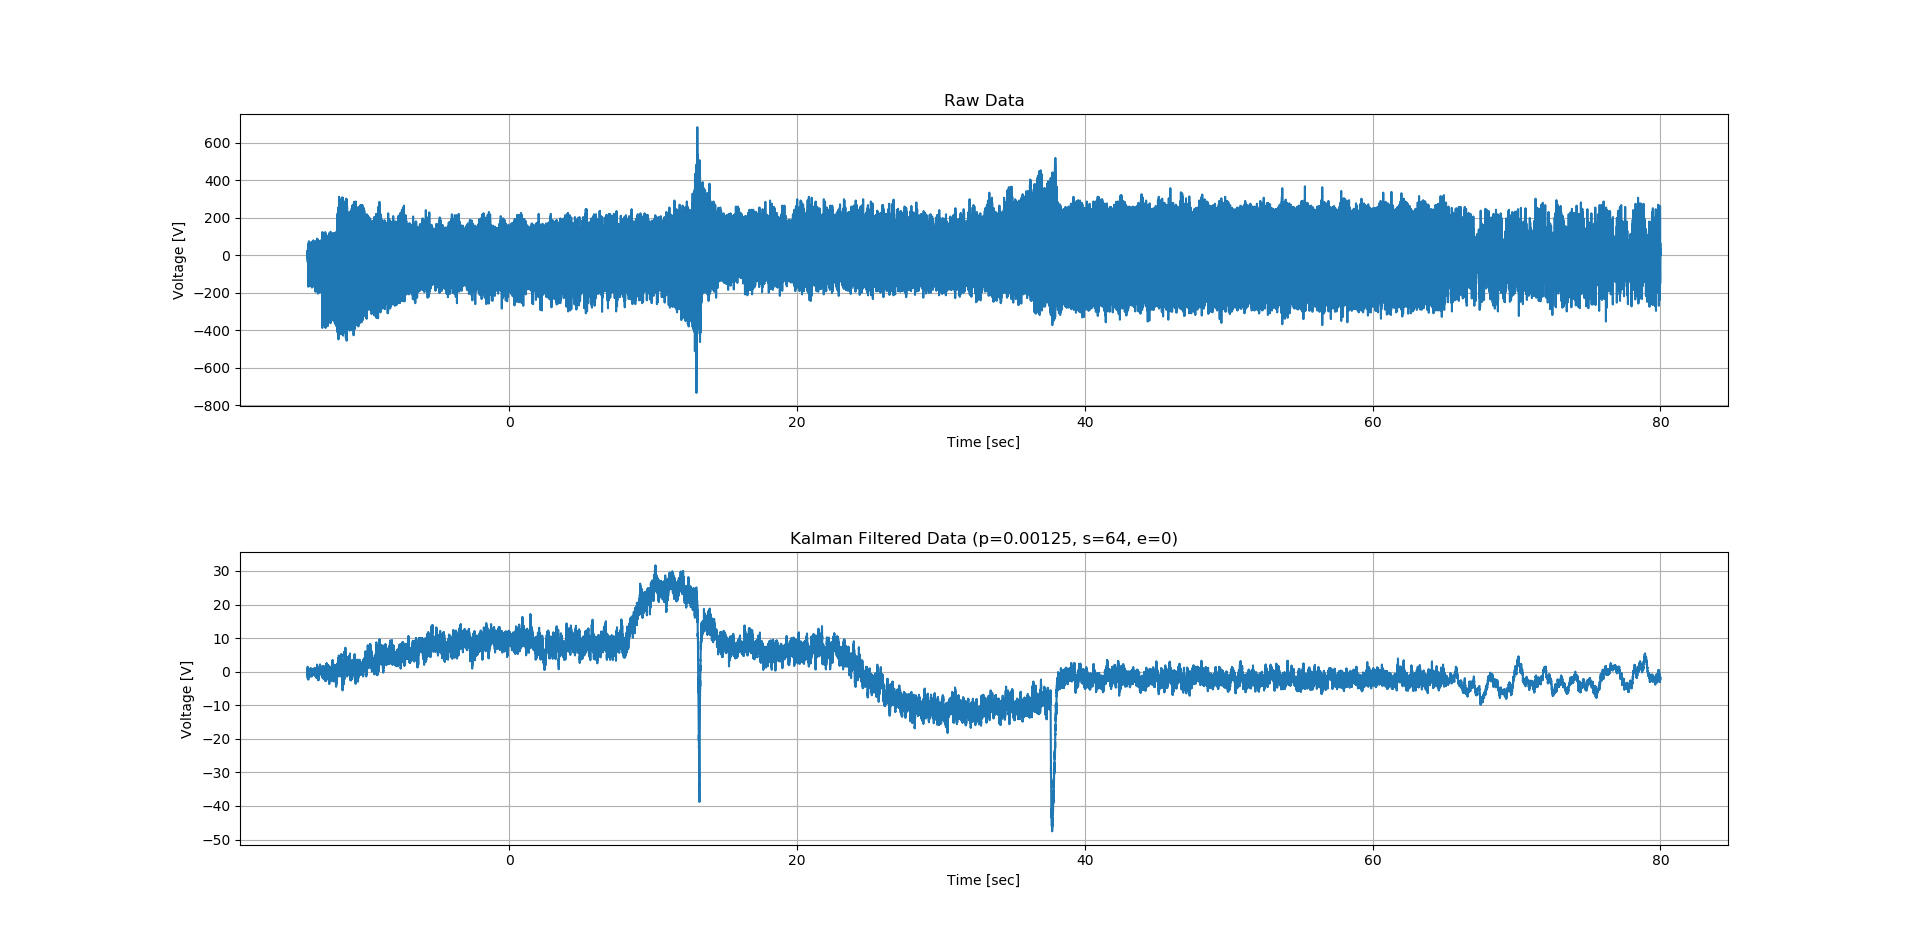 Raw Data
Voltage [V]
600
400
200
0
−200
−400
−600
−800
0 20 40 60 80
Time [sec]
Kalman Filtered Data (p=0.00125, s=64, e=0)
Voltage [V]
30
20
10
0
−10
−20
−30
−40
−50
0 20 40 60 80
Time [sec]